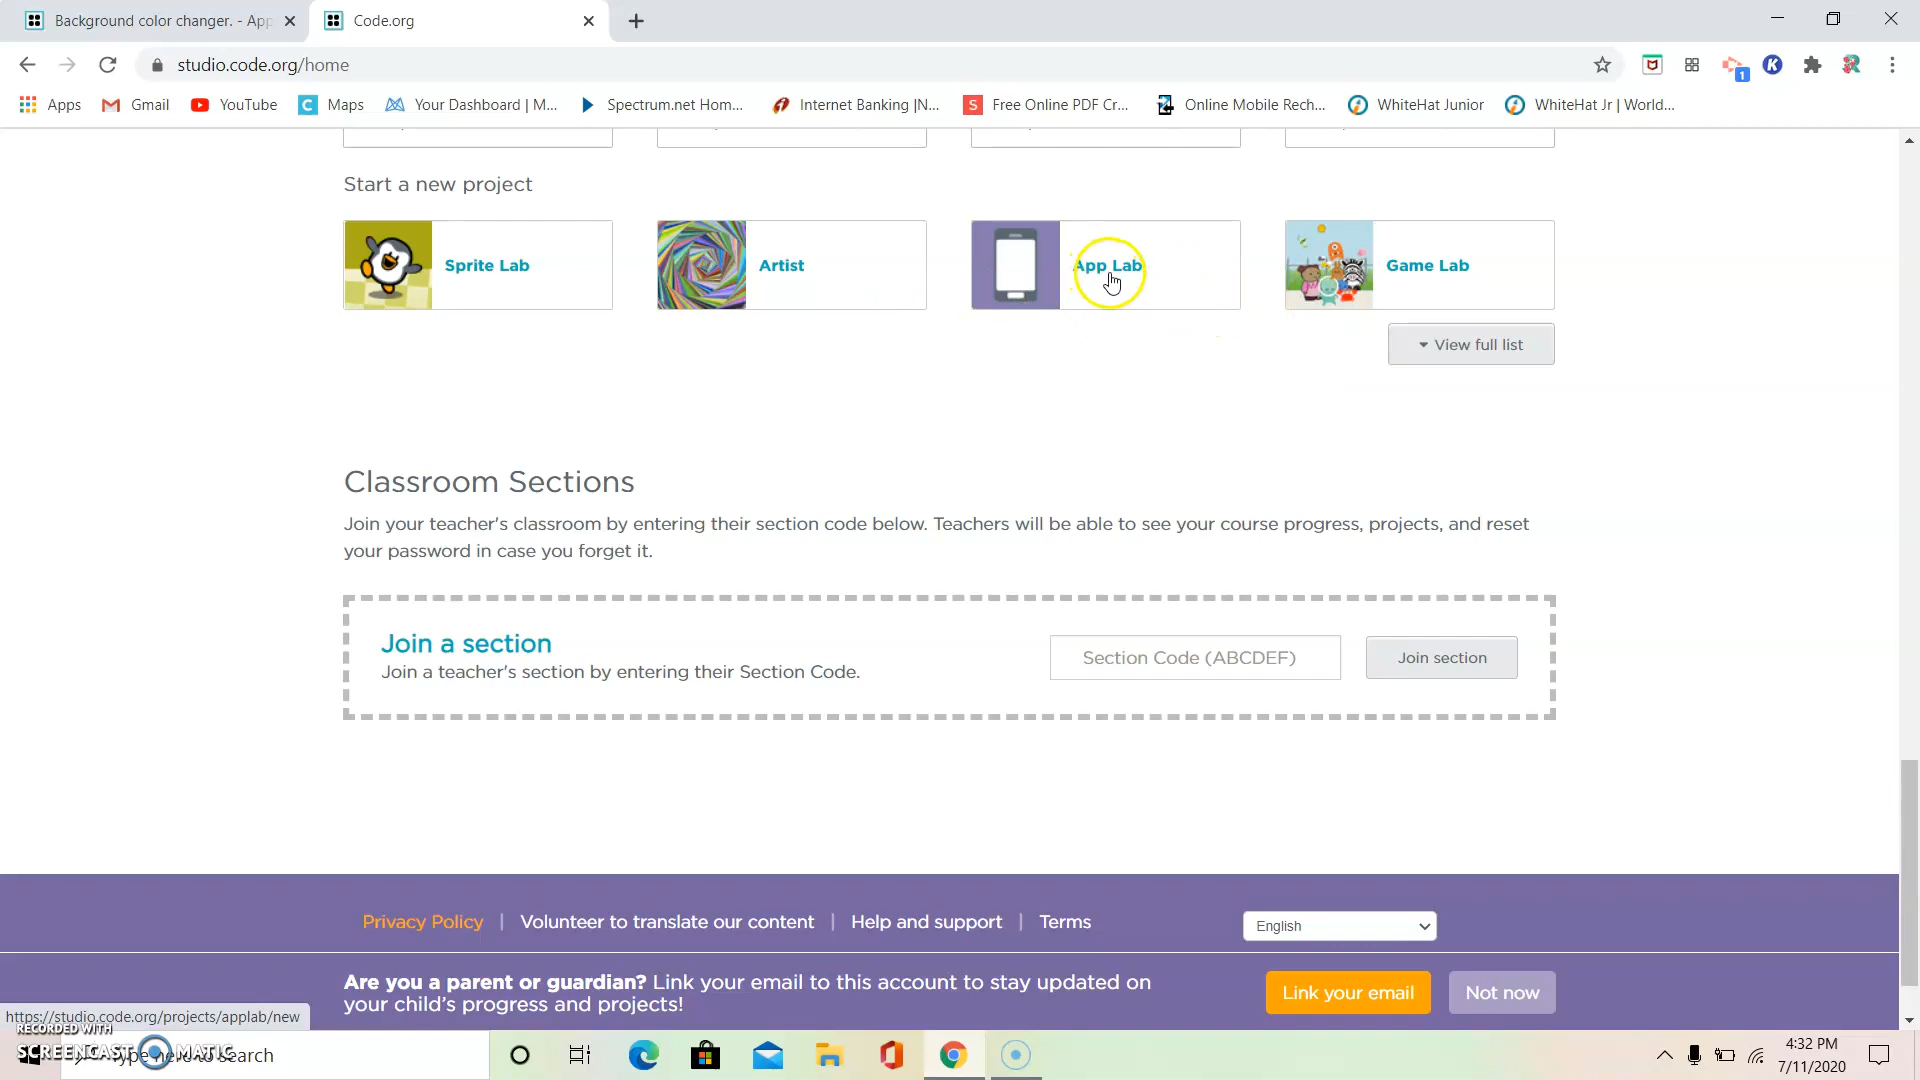 Background color changer. - App
Code.org
studio.code.org/home
1
Apps
Gmail
YouTube
Maps
Your Dashboard | M...
Spectrum.net Hom...
Internet Banking |N...
Free Online PDF Cr...
Online Mobile Rech...
WhiteHat Junior
WhiteHat Jr | World...
Start a new project
Sprite Lab
Artist
App Lab
Game Lab
View full list
Classroom Sections
Join your teacher's classroom by entering their section code below. Teachers will be able to see your course progress, projects, and reset
your password in case you forget it.
Join a section
Join a teacher's section by entering their Section Code.
Section Code (ABCDEF)
Join section
Privacy Policy | Volunteer to translate our content | Help and support | Terms
English
Are you a parent or guardian? Link your email to this account to stay updated on
your child's progress and projects!
Link your email
Not now
https://studio.code.org/projects/applab/new
RECORDED WITH
SCREENCAST MATIC
Type here to search
4:32 PM
7/11/2020